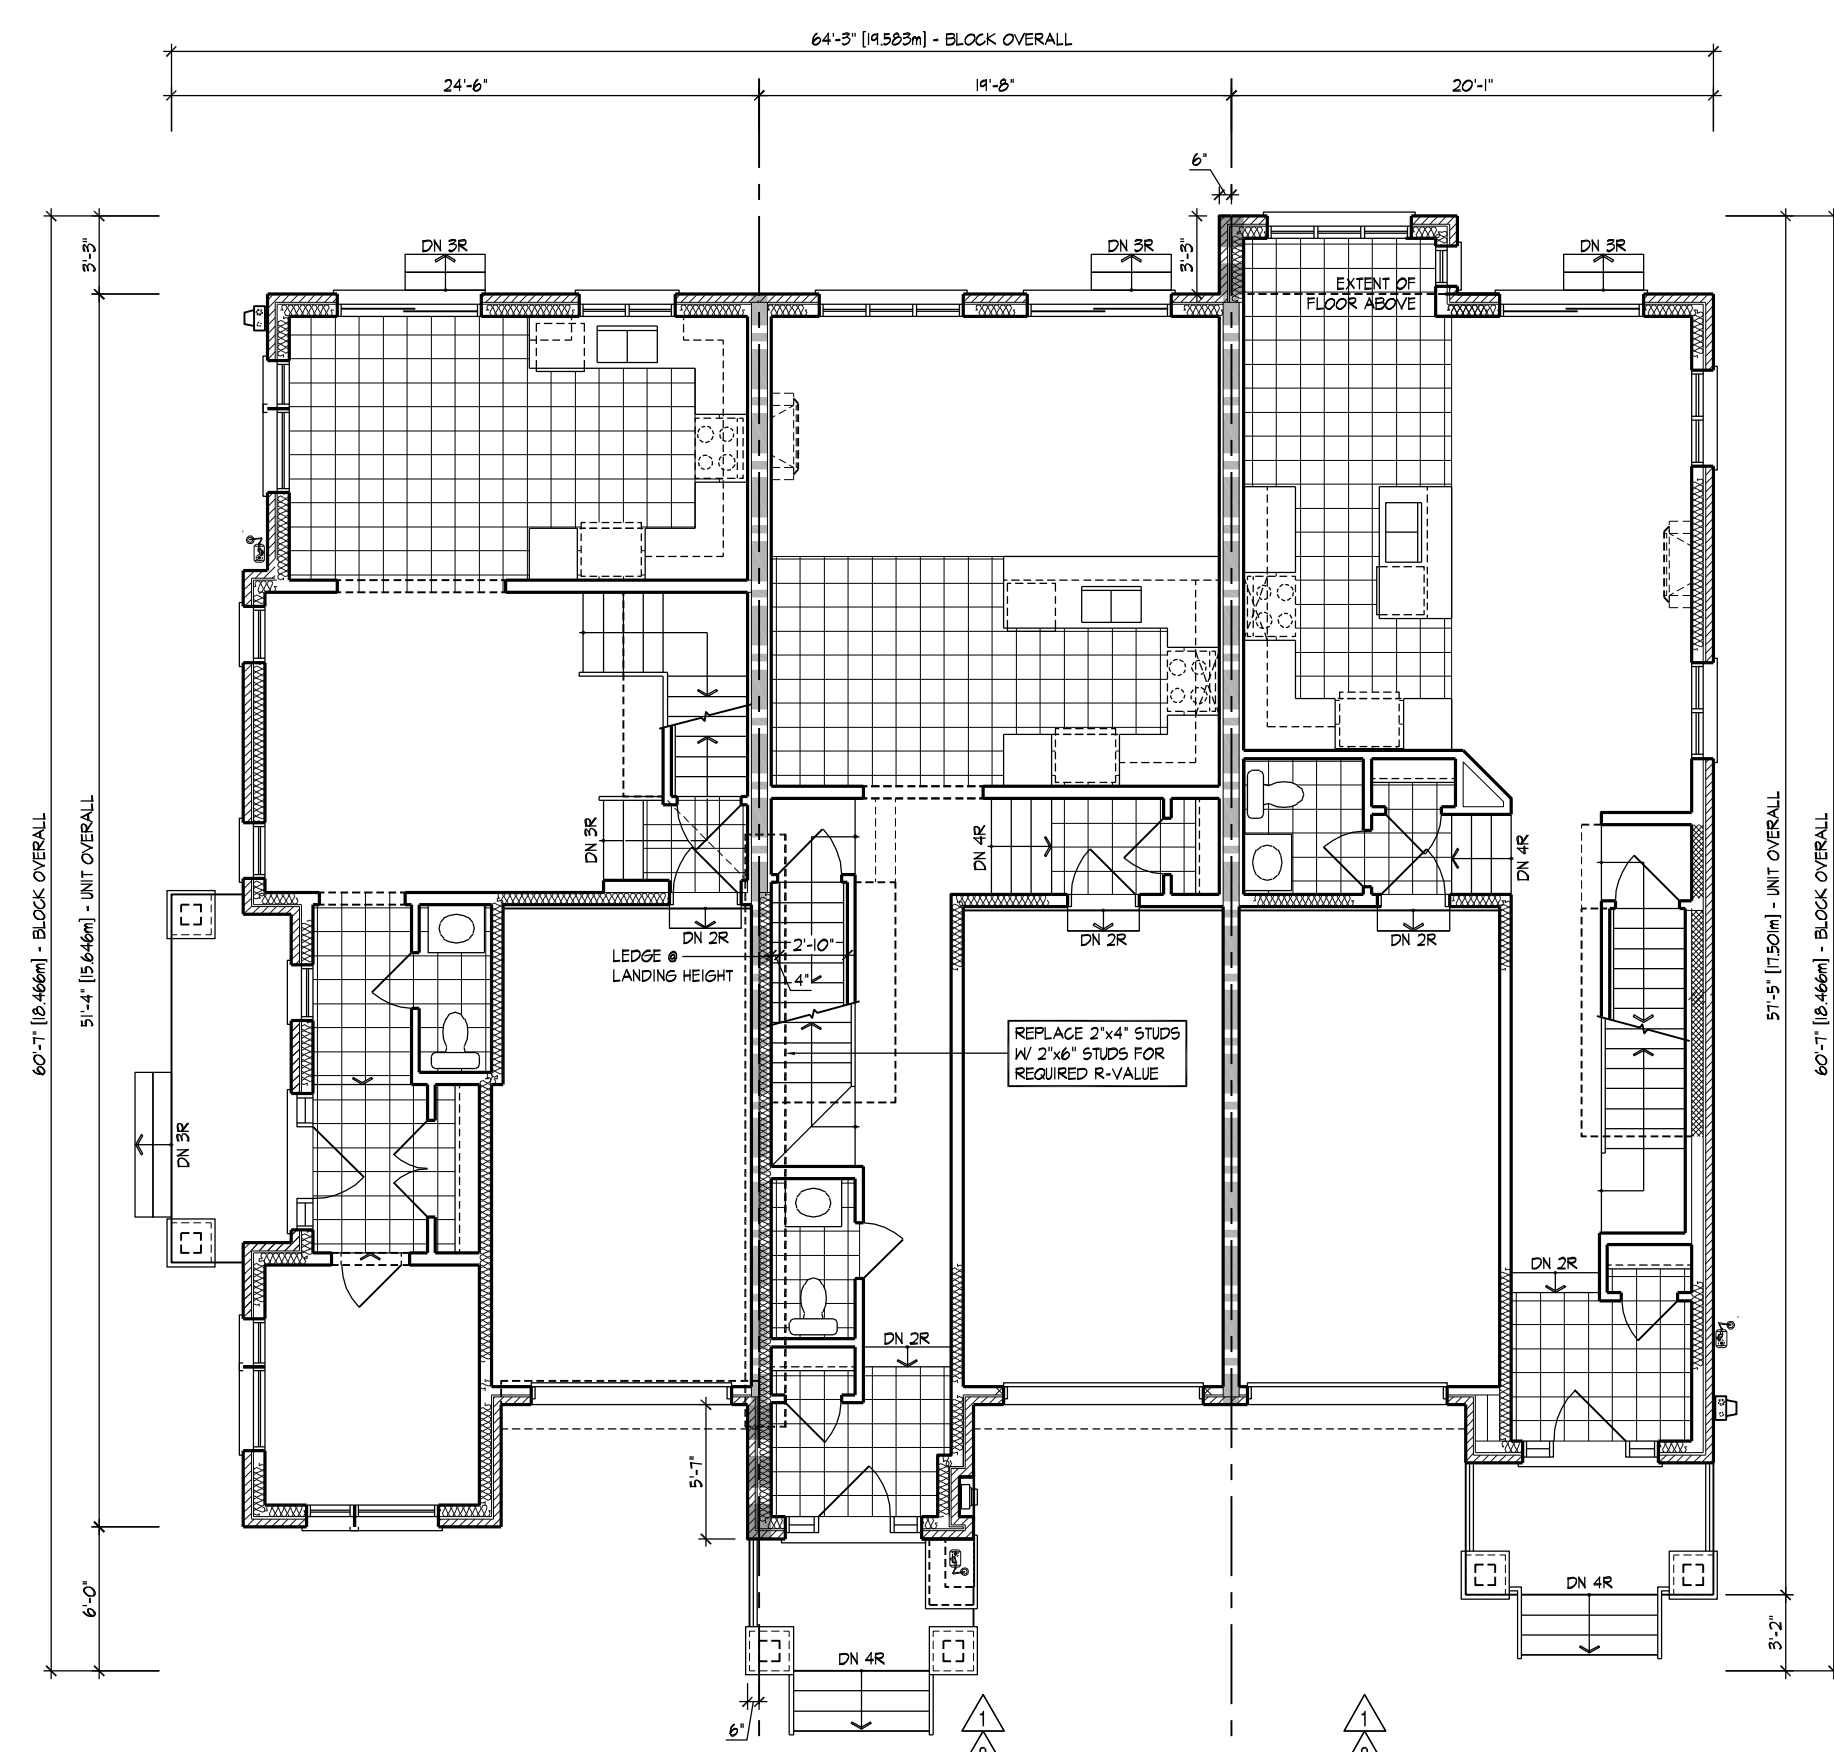 64'-3" [19.583m] - BLOCK OVERALL
24'-6"
19'-8"
20'-1"
6"
3'-3"
DN 3R
DN 3R
3'-3"
DN 3R
EXTENT OF
FLOOR ABOVE
60'-7" [18.466m] - BLOCK OVERALL
51'-4" [15.646m] - UNIT OVERALL
57'-5" [17.501m] - UNIT OVERALL
60'-7" [18.466m] - BLOCK OVERALL
DN 3R
DN 4R
DN 4R
DN 2R
DN 2R
DN 2R
LEDGE @
LANDING HEIGHT
2'-10"
4"
REPLACE 2"x4" STUDS
W/ 2"x6" STUDS FOR
REQUIRED R-VALUE
DN 3R
DN 2R
DN 2R
5'-7"
6'-0"
DN 4R
DN 4R
3'-2"
6"
1
1